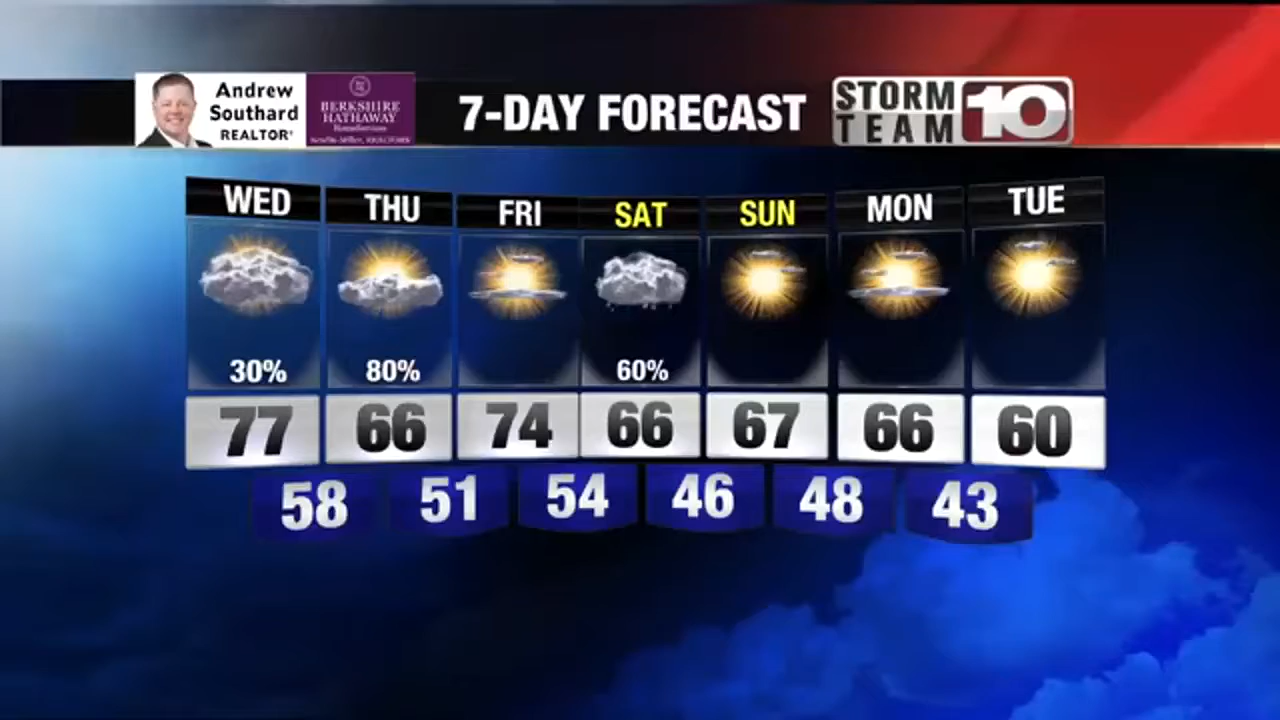 Andrew
Southard
REALTOR®
BERKSHIRE
HATHAWAY
HomeServices
7-DAY FORECAST
STORM
TEAM
10
WED THU FRI SAT SUN MON TUE
30% 80% 60%
77 66 74 66 67 66 60
58 51 54 46 48 43